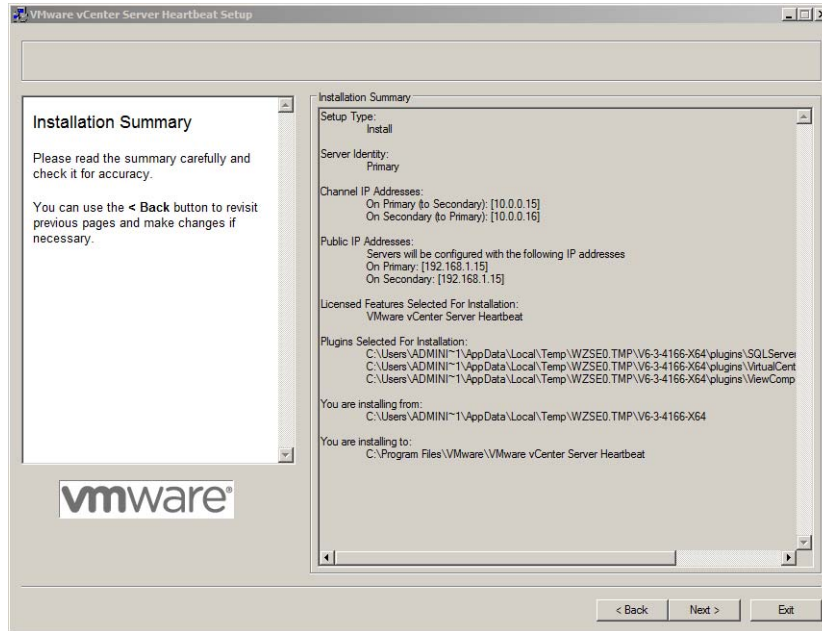 VMware vCenter Server Heartbeat Setup
Installation Summary
Please read the summary carefully and
check it for accuracy.
You can use the < Back button to revisit
previous pages and make changes if
necessary.
vmware®
Installation Summary
Setup Type:
Install
Server Identity:
Primary
Channel IP Addresses:
On Primary (to Secondary): [10.0.0.15]
On Secondary (to Primary): [10.0.0.16]
Public IP Addresses:
Servers will be configured with the following IP addresses
On Primary: [192.168.1.15]
On Secondary: [192.168.1.15]
Licensed Features Selected For Installation:
VMware vCenter Server Heartbeat
Plugins Selected For Installation:
C:\Users\ADMINI~1\AppData\Local\Temp\WZSE0.TMP\V6-3-4166-X64\plugins\SQLServer
C:\Users\ADMINI~1\AppData\Local\Temp\WZSE0.TMP\V6-3-4166-X64\plugins\VirtualCent
C:\Users\ADMINI~1\AppData\Local\Temp\WZSE0.TMP\V6-3-4166-X64\plugins\ViewComp
You are installing from:
C:\Users\ADMINI~1\AppData\Local\Temp\WZSE0.TMP\V6-3-4166-X64
You are installing to:
C:\Program Files\VMware\VMware vCenter Server Heartbeat
< Back Next > Exit